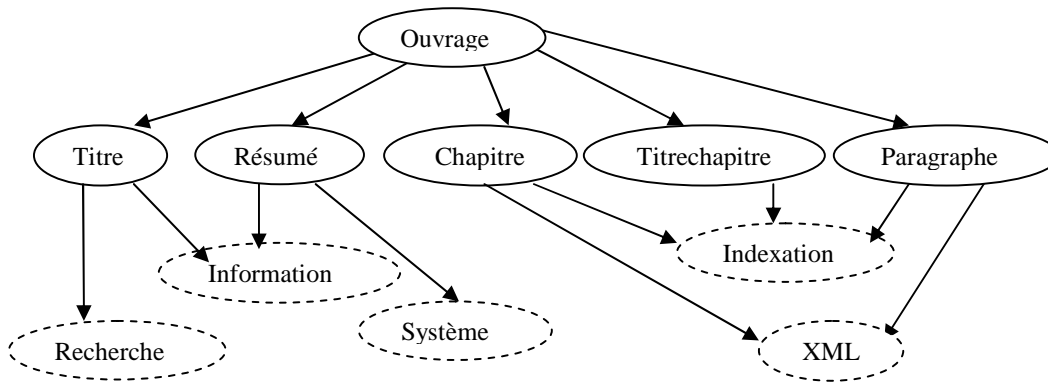 Ouvrage
Titre
Résumé
Chapitre
Titrechapitre
Paragraphe
Information
Indexation
Recherche
Système
XML